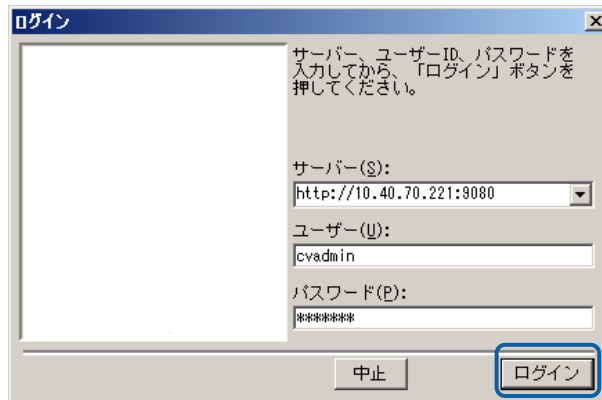 ログイン
サーバー、ユーザーID、パスワードを
入力してから、「ログイン」ボタンを
押してください。
サーバー(S):
http://10.40.70.221:9080
ユーザー(U):
cvadmin
パスワード(P):
*******
中止
ログイン